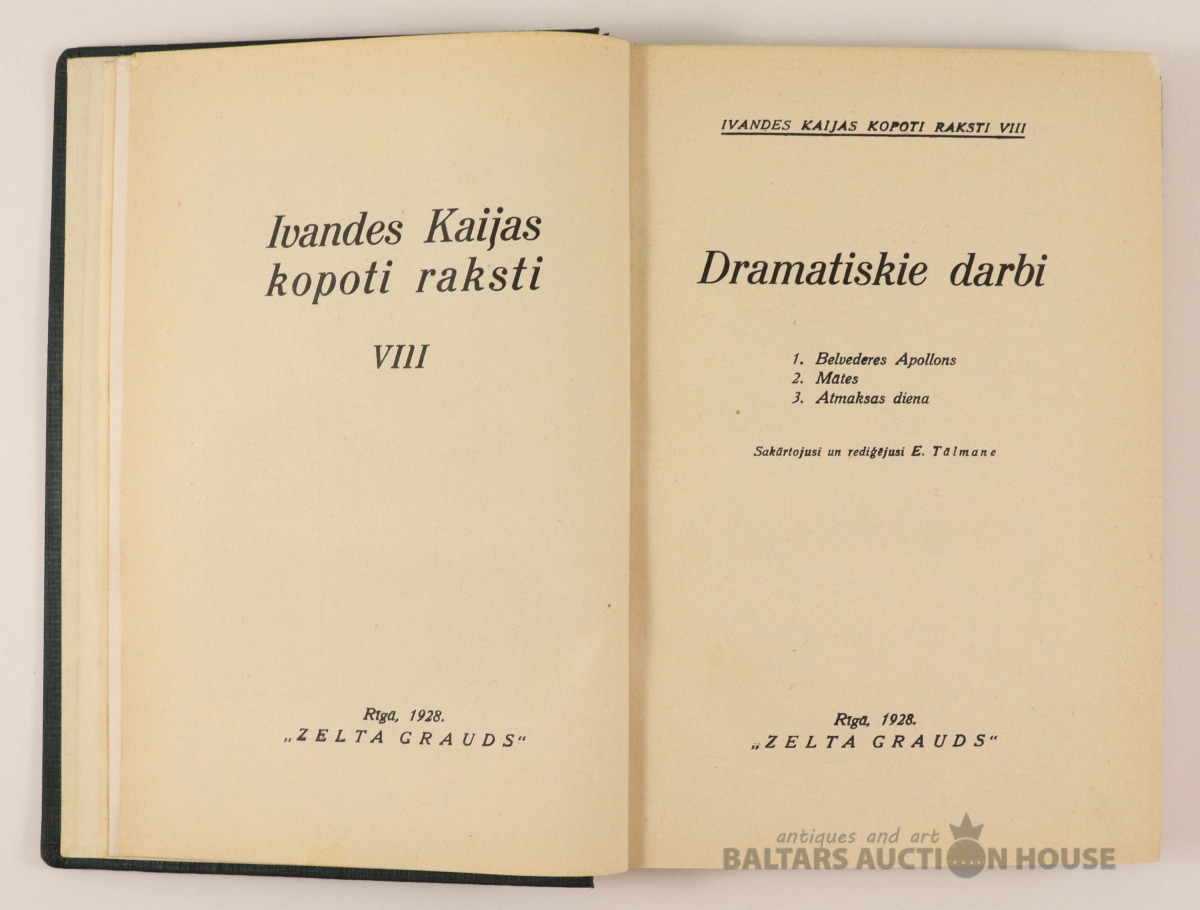 Ivandes Kaijas
kopoti raksti
VIII
Rīgā, 1928.
„ZELTA GRAUDS“
IVANDES KAIJAS KOPOTI RAKSTI VIII
Dramatiskie darbi
1. Belvederes Apollons
2. Mātes
3. Atmaksas diena
Sakārtojusi un rediģējusi E. Tālmane
Rīgā, 1928.
„ZELTA GRAUDS“
antiques and art
BALTARS AUCTION HOUSE